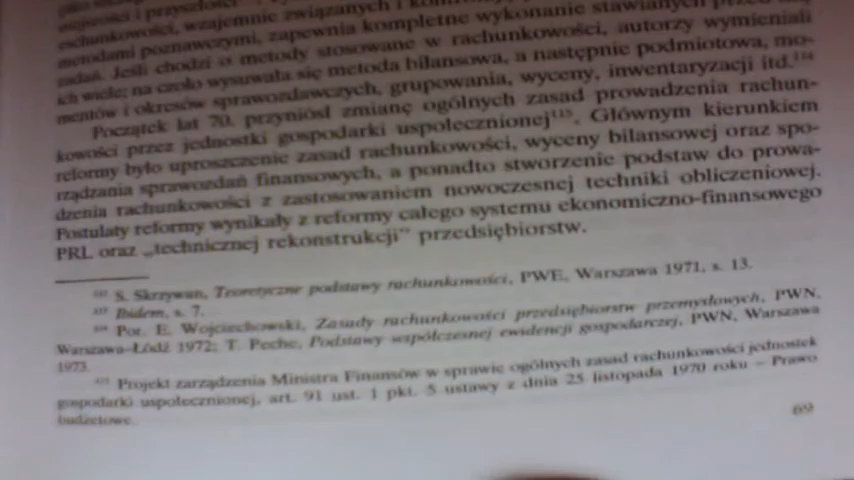 rachunkowości, wzajemnie związanych i
metodami poznawczymi, zapewnia kompletne wykonanie stawianych przed
zadań. Jeśli chodzi o metody stosowane w rachunkowości, autorzy wymieniali
ich wiele; na czoło wysuwała się metoda bilansowa, a następnie podmiotowa, mo-
mentów i okresów sprawozdawczych, grupowania, wyceny, inwentaryzacji itd.
Początek lat 70. przyniósł zmianę ogólnych zasad prowadzenia rachun-
kowości przez jednostki gospodarki uspołecznionej. Głównym kierunkiem
reformy było uproszczenie zasad rachunkowości, wyceny bilansowej oraz spo-
rządzania sprawozdań finansowych, a ponadto stworzenie podstaw do prowa-
dzenia rachunkowości z zastosowaniem nowoczesnej techniki obliczeniowej.
Postulaty reformy wynikały z reformy całego systemu ekonomiczno-finansowego
PRL oraz „technicznej rekonstrukcji” przedsiębiorstw.
S. Skrzywan, Teoretyczne podstawy rachunkowości, PWE, Warszawa 1971, s. 13.
Ibidem, s. 7.
Por. E. Wojciechowski, Zasady rachunkowości przedsiębiorstw przemysłowych, PWN,
Warszawa–Łódź 1972; T. Peche, Podstawy współczesnej ewidencji gospodarczej, PWN, Warszawa
1973.
Projekt zarządzenia Ministra Finansów w sprawie ogólnych zasad rachunkowości jednostek
gospodarki uspołecznionej, art. 91 ust. 1 pkt. 5 ustawy z dnia 25 listopada 1970 roku – Prawo
budżetowe.
69